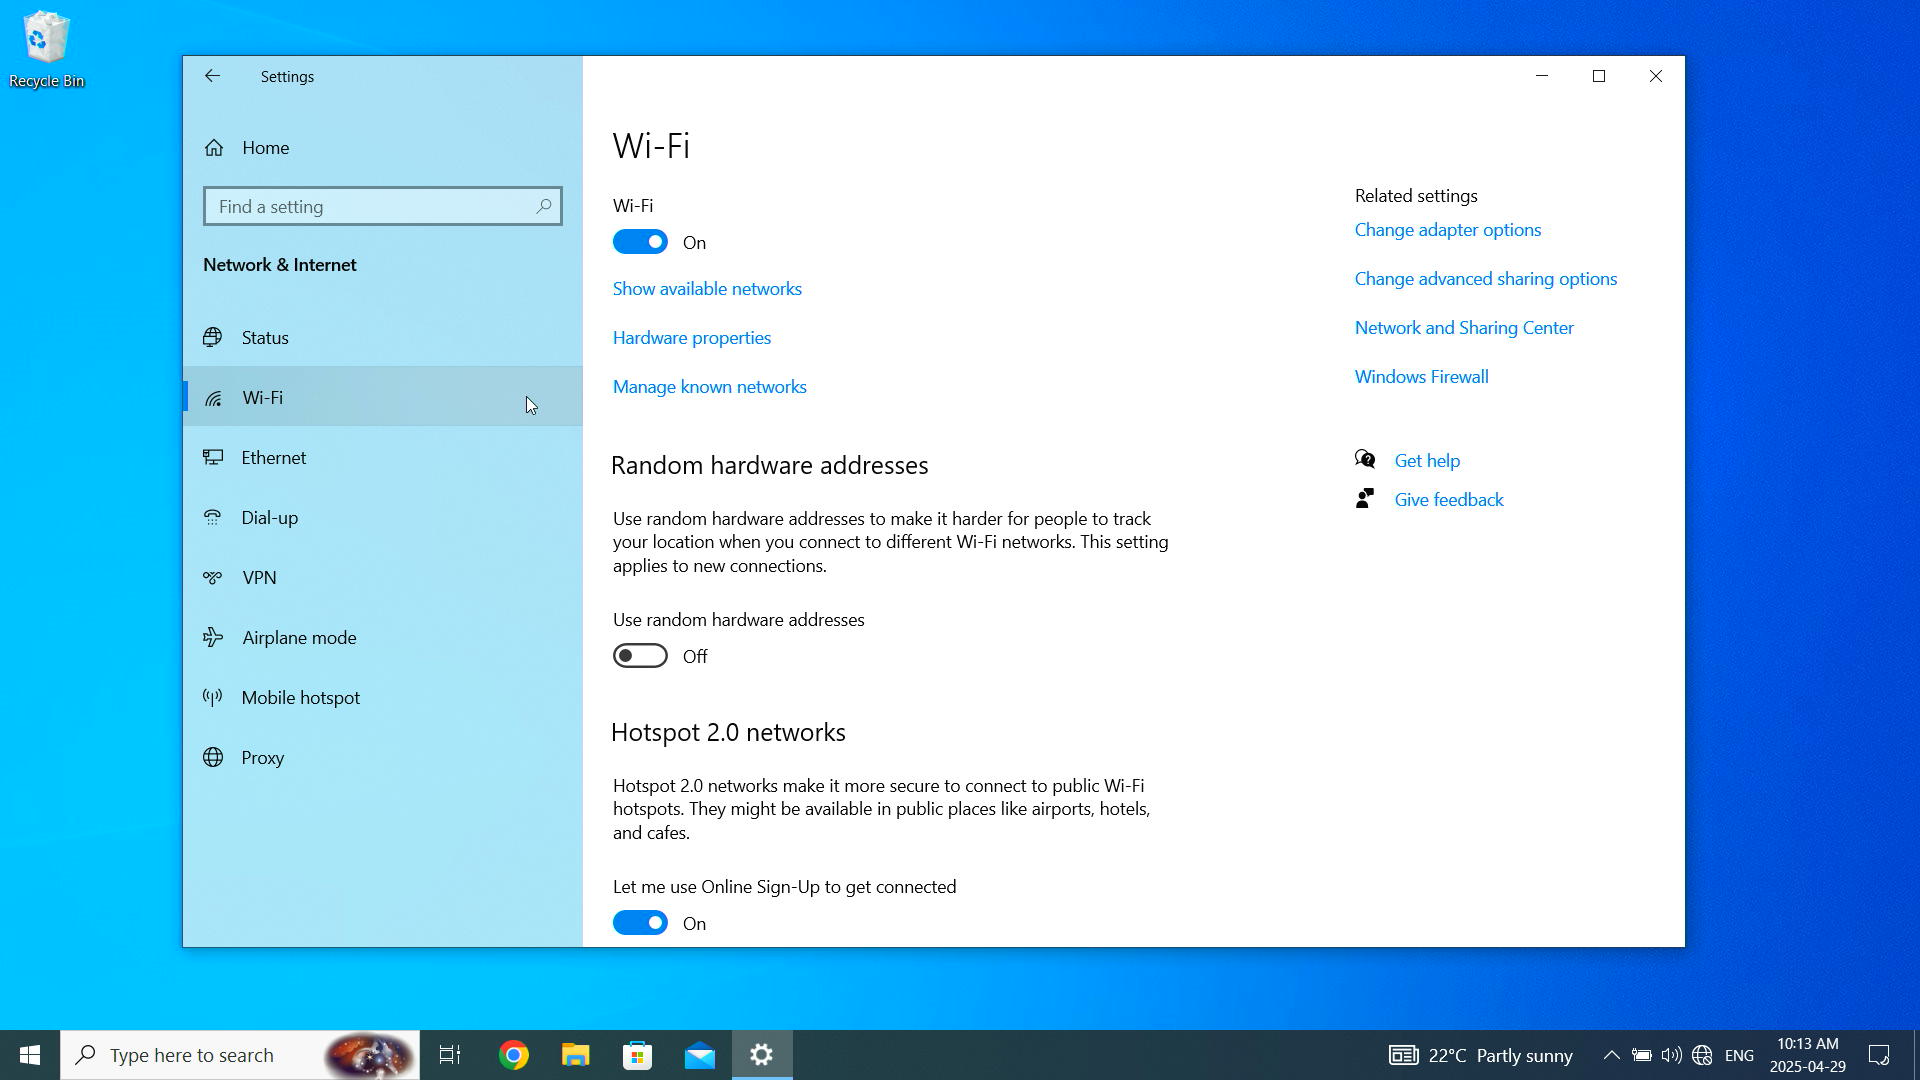 Recycle Bin
Settings
Home
Find a setting
Network & Internet
Status
Wi-Fi
Ethernet
Dial-up
VPN
Airplane mode
Mobile hotspot
Proxy
Wi-Fi
Wi-Fi
On
Show available networks
Hardware properties
Manage known networks
Random hardware addresses
Use random hardware addresses to make it harder for people to track
your location when you connect to different Wi-Fi networks. This setting
applies to new connections.
Use random hardware addresses
Off
Hotspot 2.0 networks
Hotspot 2.0 networks make it more secure to connect to public Wi-Fi
hotspots. They might be available in public places like airports, hotels,
and cafes.
Let me use Online Sign-Up to get connected
On
Related settings
Change adapter options
Change advanced sharing options
Network and Sharing Center
Windows Firewall
Get help
Give feedback
Type here to search
22°C Partly sunny
ENG
10:13 AM
2025-04-29